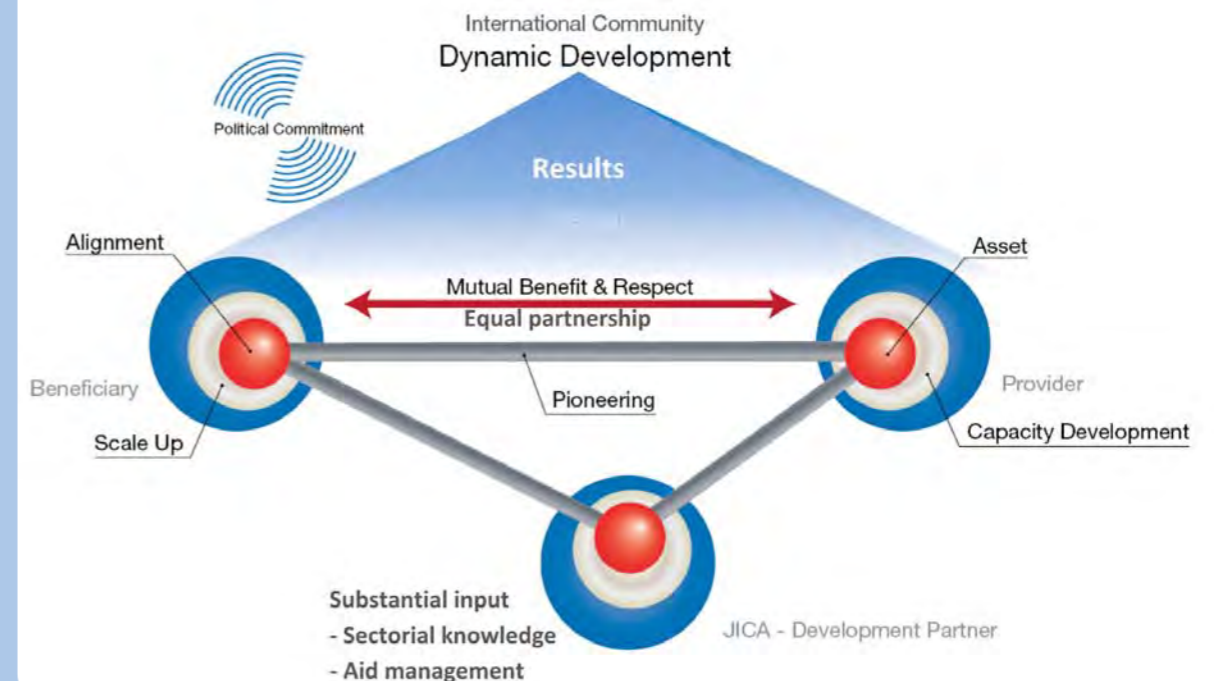 International Community
Dynamic Development
Political Commitment
Results
Alignment
Asset
Mutual Benefit & Respect
Equal partnership
Beneficiary
Provider
Pioneering
Scale Up
Capacity Development
Substantial input
- Sectorial knowledge
- Aid management
JICA - Development Partner